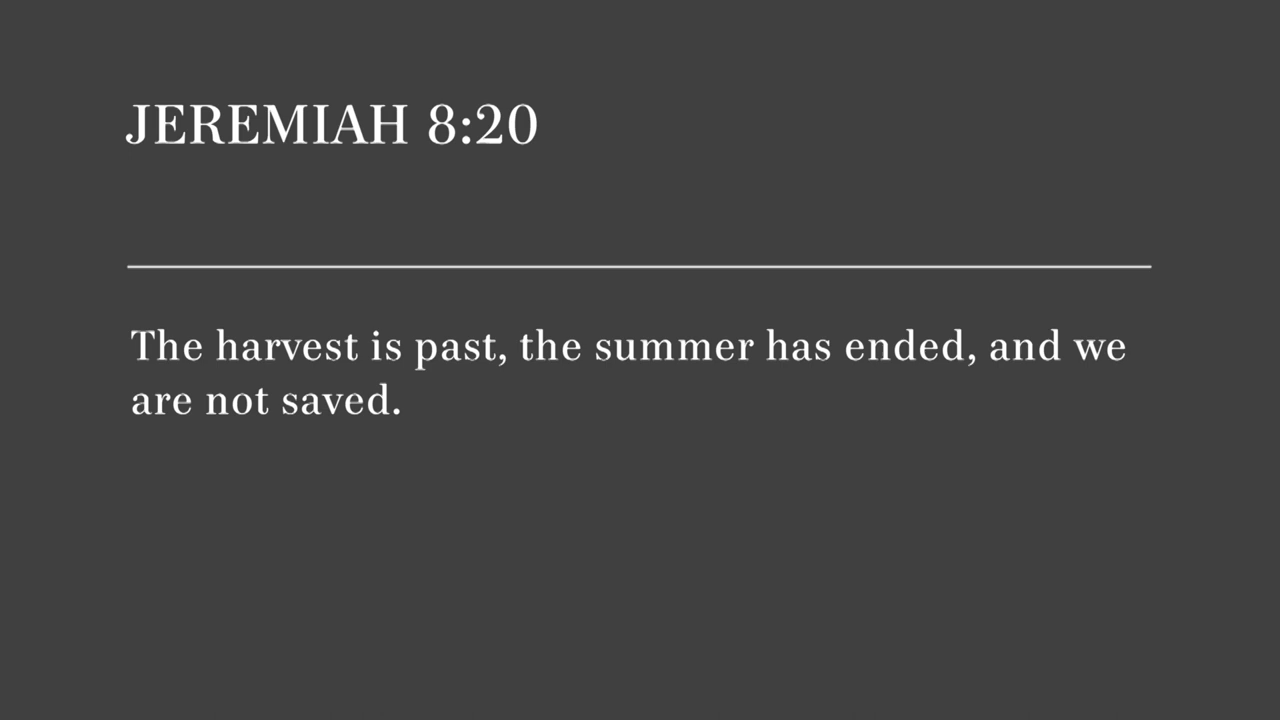 JEREMIAH 8:20
The harvest is past, the summer has ended, and we
are not saved.